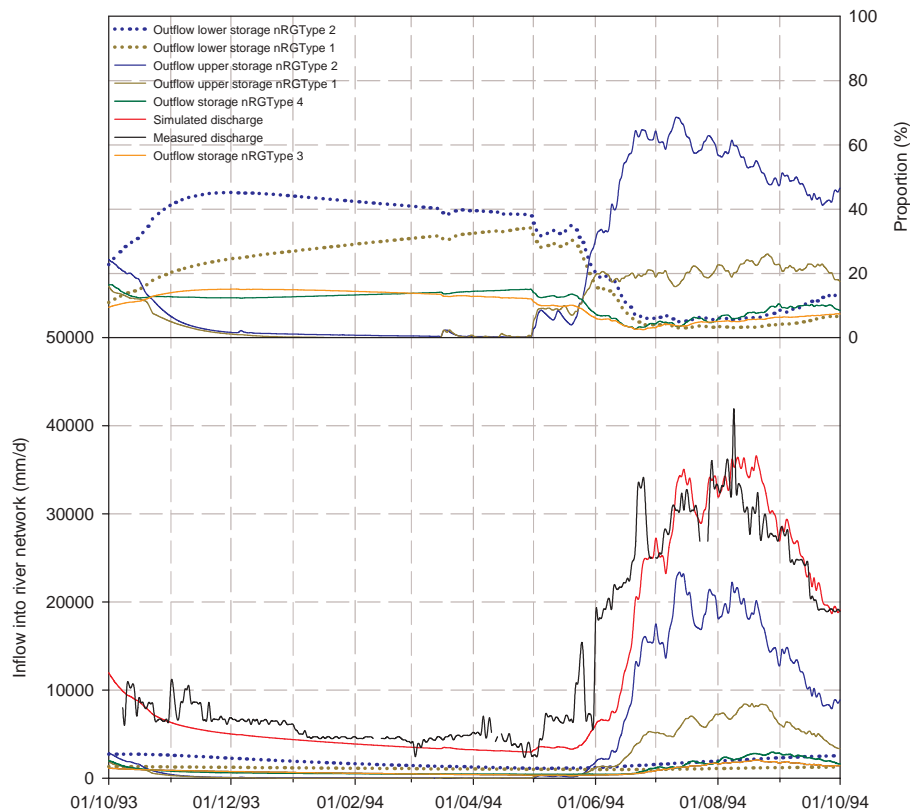 100
Outflow lower storage nRGType 2
Outflow lower storage nRGType 1
Outflow upper storage nRGType 2
Outflow upper storage nRGType 1
Outflow storage nRGType 4
Simulated discharge
Measured discharge
Outflow storage nRGType 3
80
60
40
20
0
Proportion (%)
50000
40000
30000
20000
10000
0
Inflow into river network (mm/d)
01/10/93 01/12/93 01/02/94 01/04/94 01/06/94 01/08/94 01/10/94